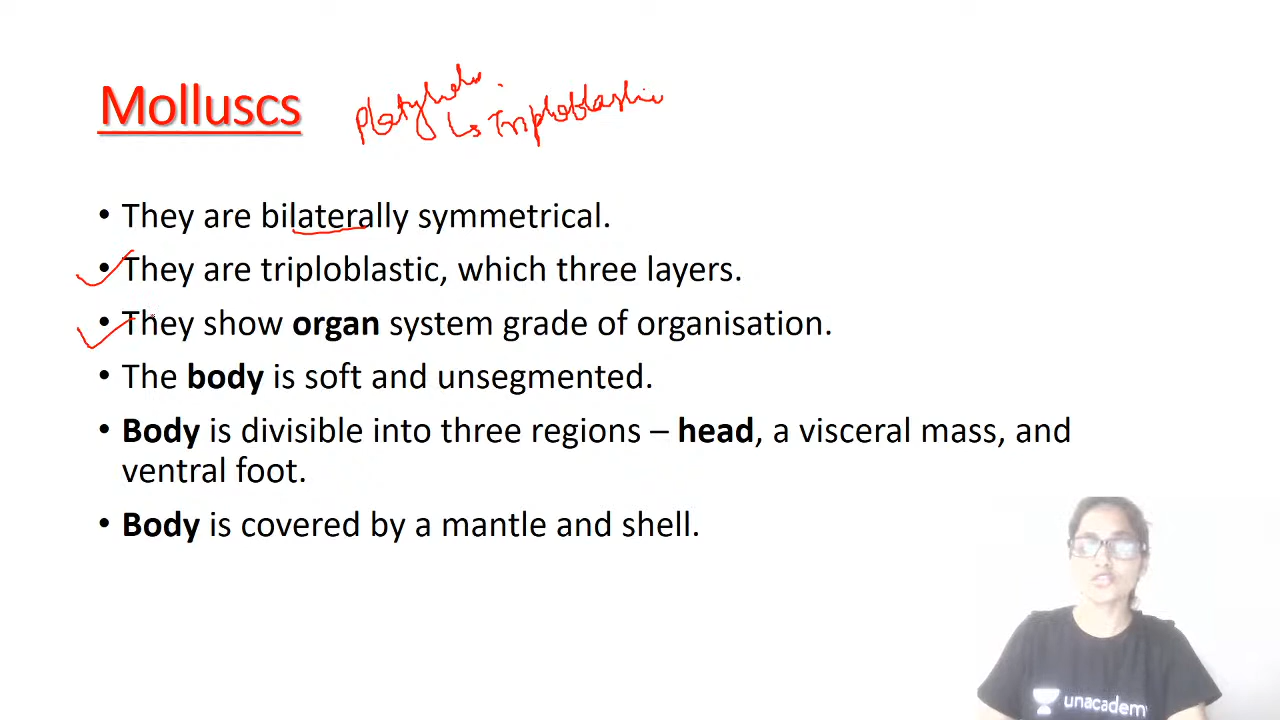 Molluscs
↳ Triploblastic
• They are bilaterally symmetrical.
• They are triploblastic, which three layers.
• They show organ system grade of organisation.
• The body is soft and unsegmented.
• Body is divisible into three regions – head, a visceral mass, and
ventral foot.
• Body is covered by a mantle and shell.
unacademy